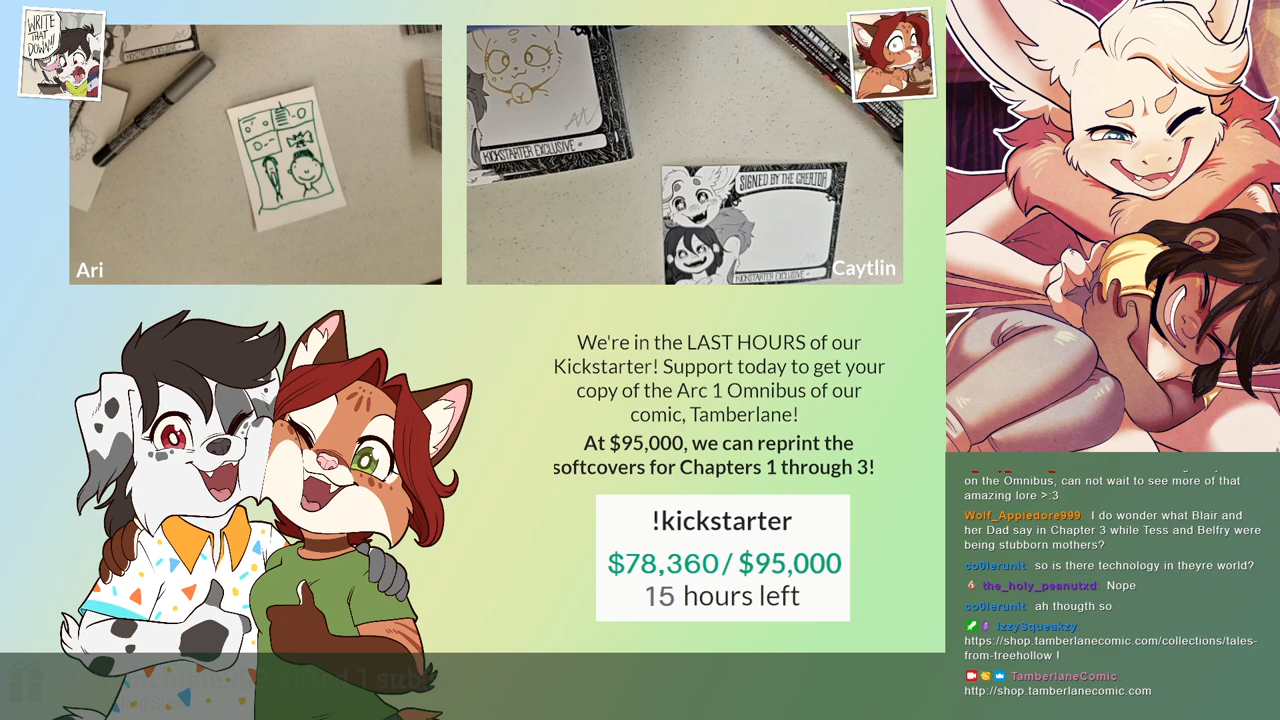 WRITE
THAT
DOWN!!!
KICKSTARTER EXCLUSIVE
Ari
KICKSTARTER EXCLUSIVE
SIGNED BY THE CREATOR
KICKSTARTER EXCLUSIVE
Caytlin
We're in the LAST HOURS of our
Kickstarter! Support today to get your
copy of the Arc 1 Omnibus of our
comic, Tamberlane!
At $95,000, we can reprint the
softcovers for Chapters 1 through 3!
!kickstarter
$78,360/ $95,000
15 hours left
on the Omnibus, can not wait to see more of that
amazing lore >:3
Wolf_Appledore999: I do wonder what Blair and
her Dad say in Chapter 3 while Tess and Belfry were
being stubborn mothers?
co0lerunit: so is there technology in theyre world?
the_holy_peanutxd: Nope
co0lerunit: ah thougth so
IzzySqueakzy:
https://shop.tamberlanecomic.com/collections/tales-
from-treehollow !
TamberlaneComic:
http://shop.tamberlanecomic.com